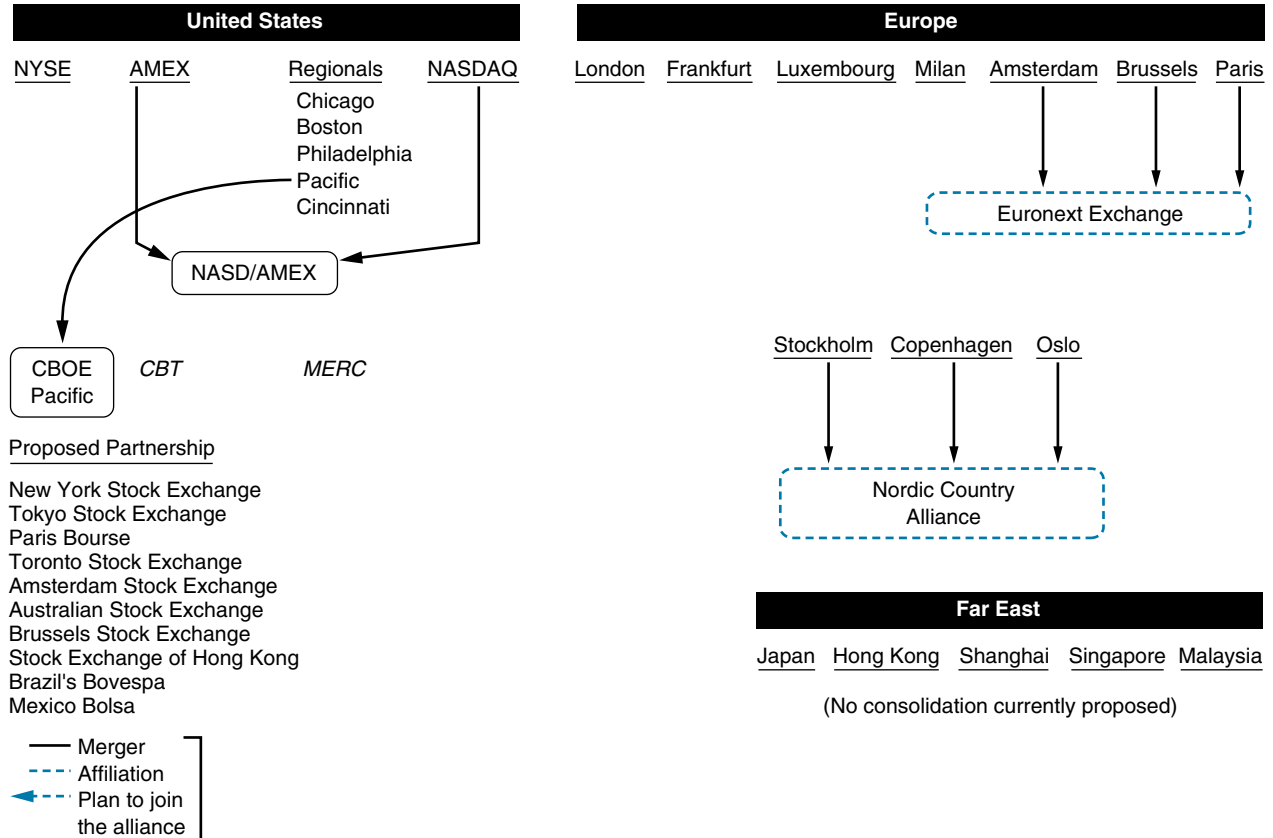 United States
NYSE AMEX Regionals NASDAQ
Chicago
Boston
Philadelphia
Pacific
Cincinnati
NASD/AMEX
CBOE
Pacific
CBT MERC
Proposed Partnership
New York Stock Exchange
Tokyo Stock Exchange
Paris Bourse
Toronto Stock Exchange
Amsterdam Stock Exchange
Australian Stock Exchange
Brussels Stock Exchange
Stock Exchange of Hong Kong
Brazil's Bovespa
Mexico Bolsa
Merger
Affiliation
Plan to join
the alliance
Europe
London Frankfurt Luxembourg Milan Amsterdam Brussels Paris
Euronext Exchange
Stockholm Copenhagen Oslo
Nordic Country
Alliance
Far East
Japan Hong Kong Shanghai Singapore Malaysia
(No consolidation currently proposed)